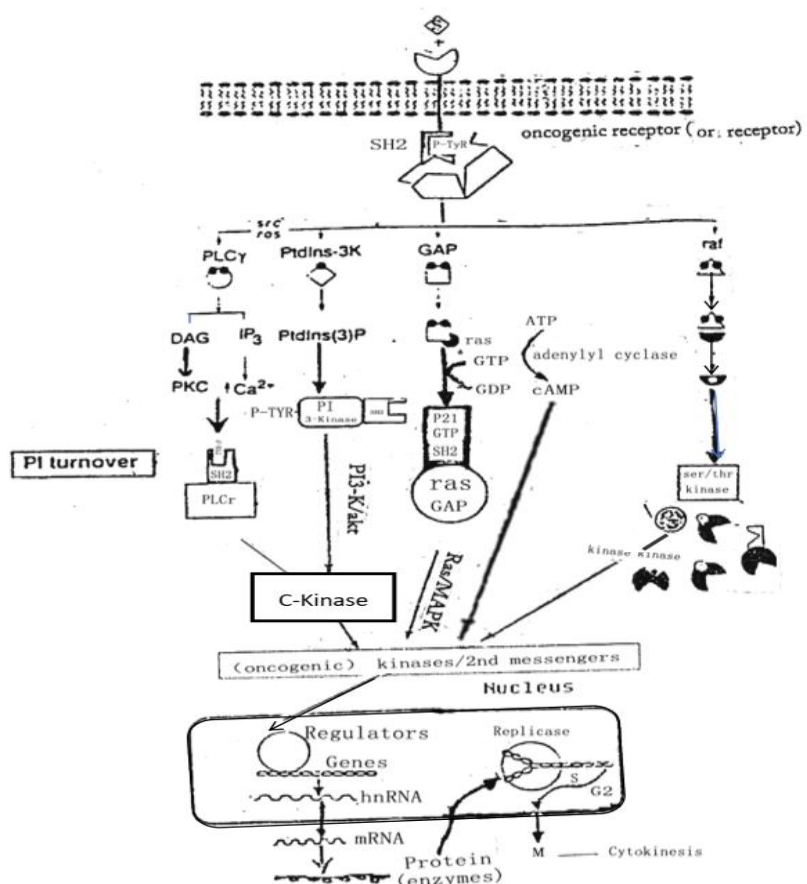 S
+
oncogenic receptor (or. receptor)
SH2
P-TyR
src
ros
PLCγ
PtdIns-3K
GAP
raf
DAG
IP3
PtdIns(3)P
ras
ATP
GTP
adenylyl cyclase
PKC
Ca2+
GDP
cAMP
P-TYR
PI
3-Kinase
SH2
P21
GTP
SH2
PI turnover
SH2
PLCr
ras
GAP
ser/thr
kinase
PI3-K/akt
kinase kinase
C-Kinase
Ras/MAPK
(oncogenic) kinases/2nd messengers
Nucleus
Regulators
Replicase
Genes
S
G2
hnRNA
mRNA
Protein
(enzymes)
M
Cytokinesis